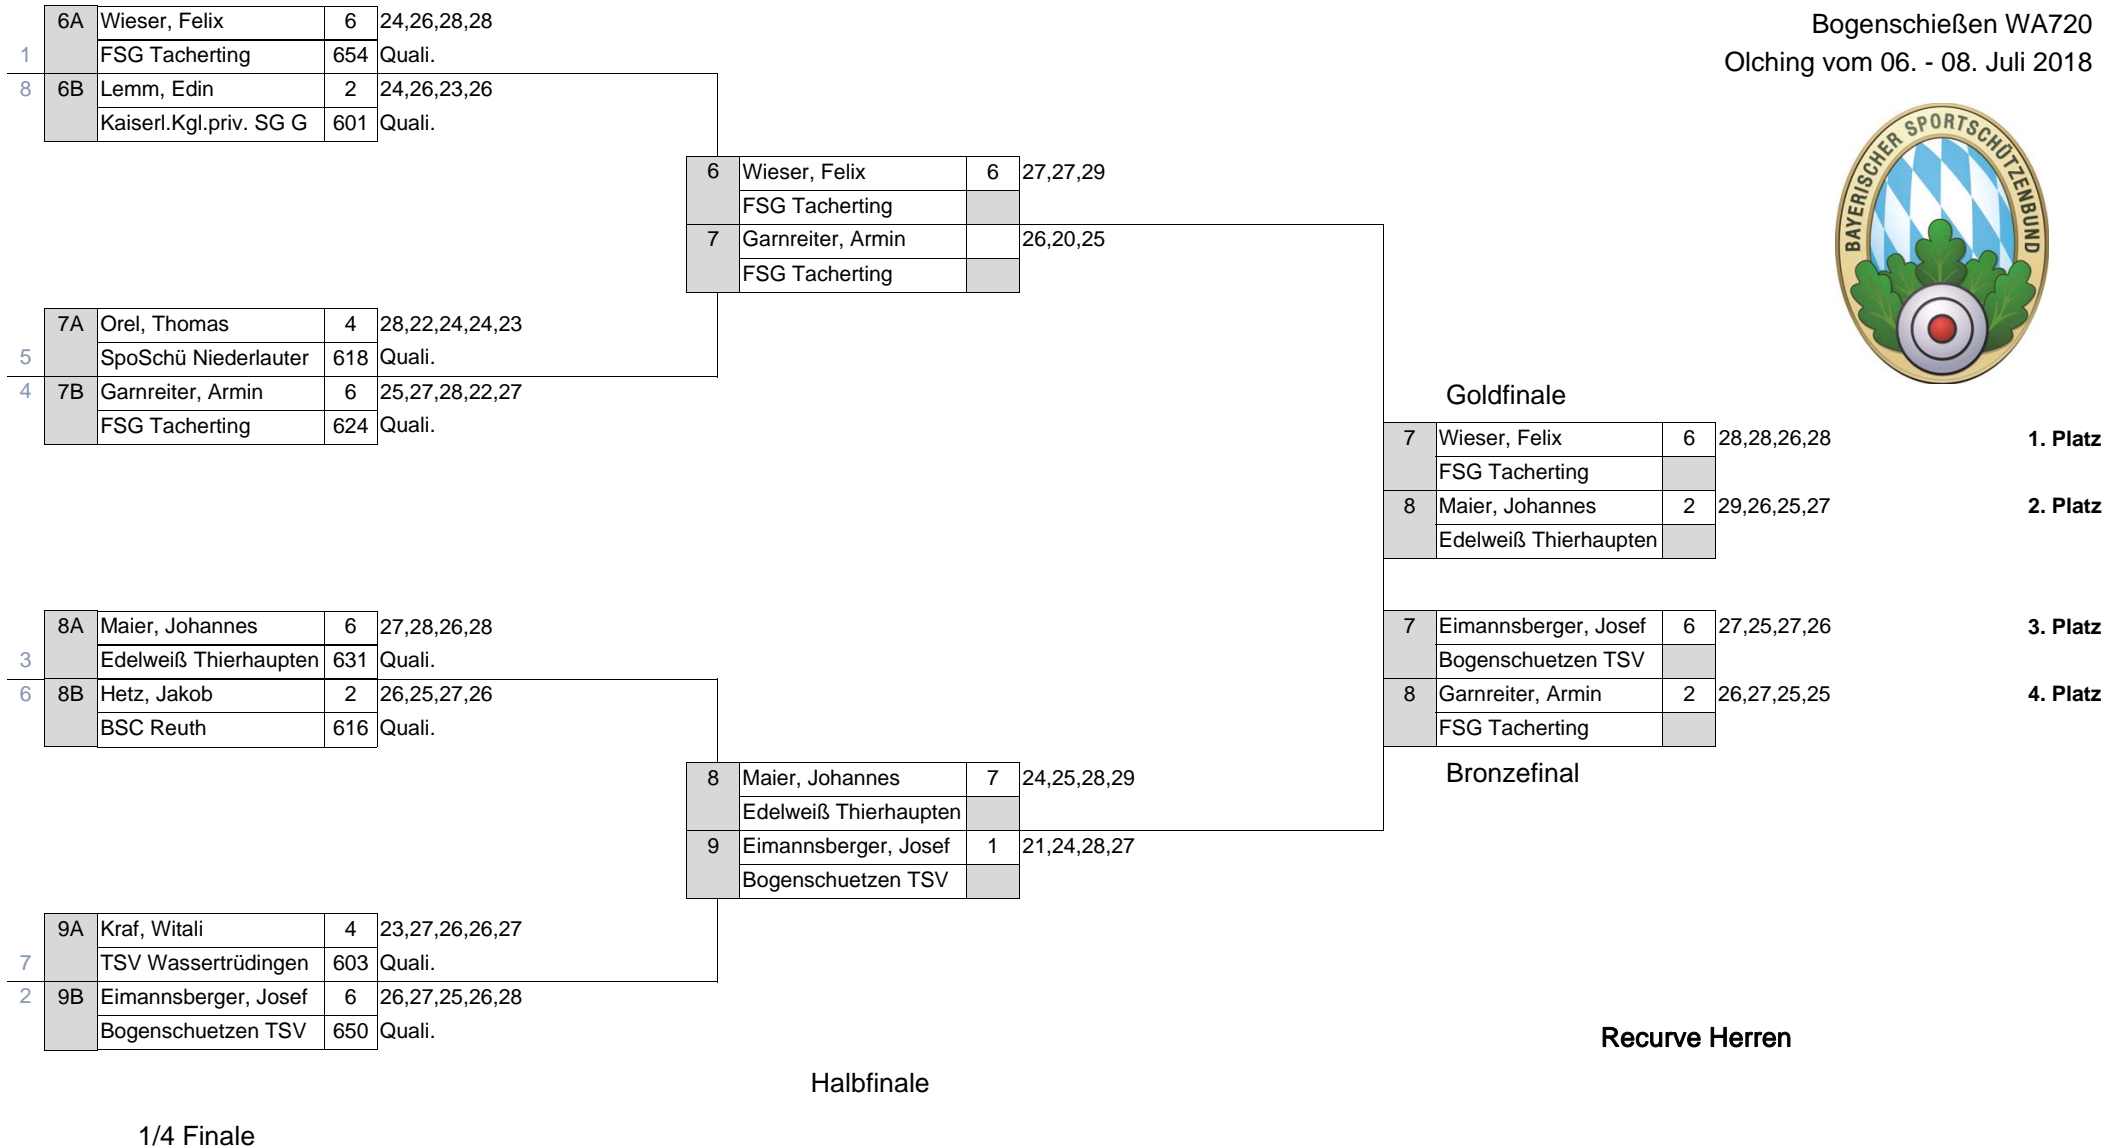 Bogenschießen WA720
Olching vom 06. - 08. Juli 2018
BAYERISCHER SPORTSCHÜTZENBUND
6A Wieser, Felix 6 24,26,28,28
1 FSG Tacherting 654 Quali.
8 6B Lemm, Edin 2 24,26,23,26
Kaiserl.Kgl.priv. SG G 601 Quali.
6 Wieser, Felix 6 27,27,29
FSG Tacherting
7 Garnreiter, Armin 26,20,25
FSG Tacherting
7A Orel, Thomas 4 28,22,24,24,23
5 SpoSchü Niederlauter 618 Quali.
4 7B Garnreiter, Armin 6 25,27,28,22,27
FSG Tacherting 624 Quali.
Goldfinale
7 Wieser, Felix 6 28,28,26,28 1. Platz
FSG Tacherting
8 Maier, Johannes 2 29,26,25,27 2. Platz
Edelweiß Thierhaupten
8A Maier, Johannes 6 27,28,26,28
3 Edelweiß Thierhaupten 631 Quali.
6 8B Hetz, Jakob 2 26,25,27,26
BSC Reuth 616 Quali.
7 Eimannsberger, Josef 6 27,25,27,26 3. Platz
Bogenschuetzen TSV
8 Garnreiter, Armin 2 26,27,25,25 4. Platz
FSG Tacherting
Bronzefinal
8 Maier, Johannes 7 24,25,28,29
Edelweiß Thierhaupten
9 Eimannsberger, Josef 1 21,24,28,27
Bogenschuetzen TSV
9A Kraf, Witali 4 23,27,26,26,27
7 TSV Wassertrüdingen 603 Quali.
2 9B Eimannsberger, Josef 6 26,27,25,26,28
Bogenschuetzen TSV 650 Quali.
Recurve Herren
Halbfinale
1/4 Finale